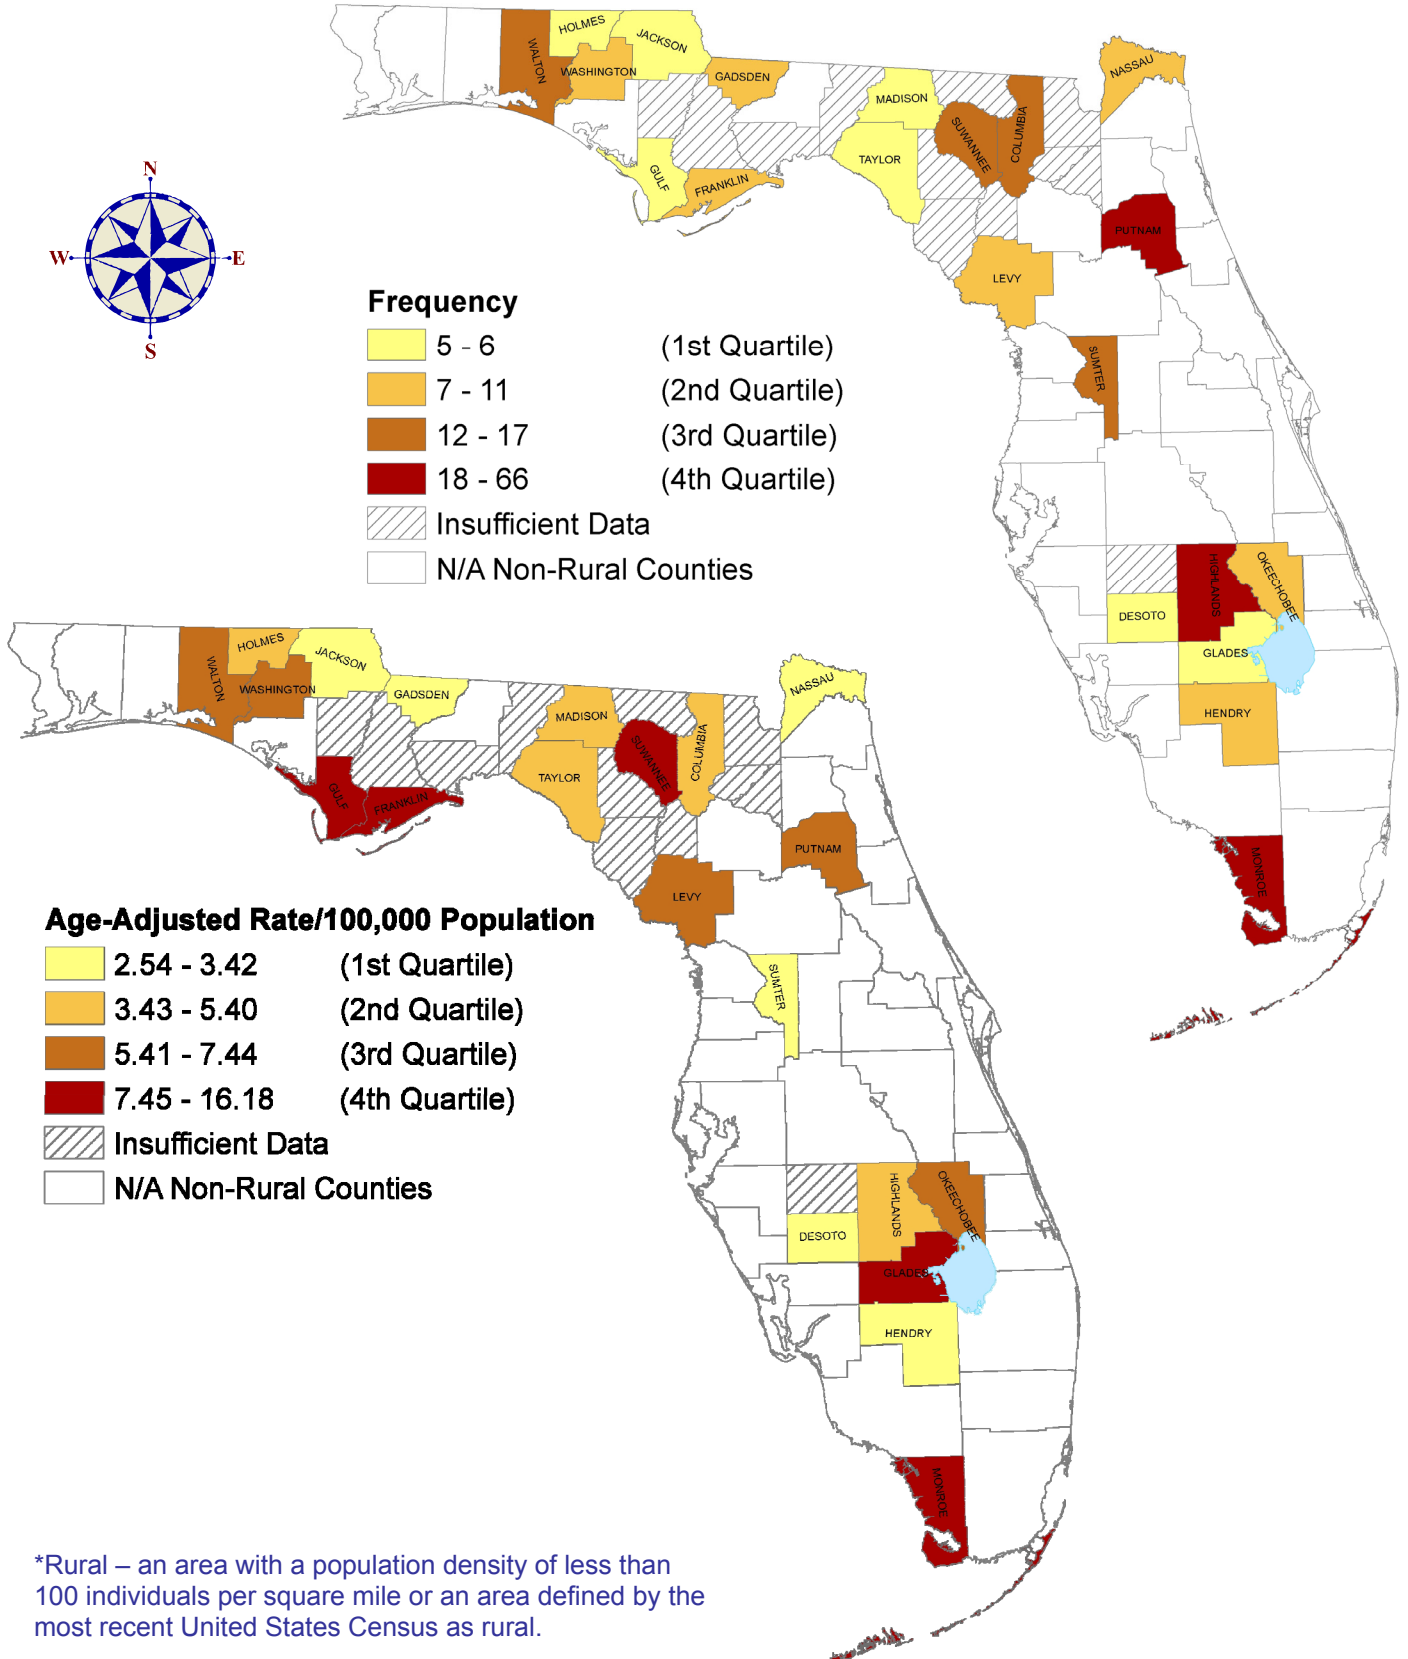 HOLMES
JACKSON
WALTON
WASHINGTON
GADSDEN
NASSAU
MADISON
SUWANNEE
COLUMBIA
TAYLOR
GULF
FRANKLIN
PUTNAM
LEVY
SUMTER
HIGHLANDS
OKEECHOBEE
DESOTO
GLADES
HENDRY
MONROE
N
W
E
S
Frequency
5 - 6 (1st Quartile)
7 - 11 (2nd Quartile)
12 - 17 (3rd Quartile)
18 - 66 (4th Quartile)
Insufficient Data
N/A Non-Rural Counties
HOLMES
JACKSON
WALTON
WASHINGTON
GADSDEN
NASSAU
MADISON
SUWANNEE
COLUMBIA
TAYLOR
GULF
FRANKLIN
PUTNAM
LEVY
SUMTER
HIGHLANDS
OKEECHOBEE
DESOTO
GLADES
HENDRY
MONROE
Age-Adjusted Rate/100,000 Population
2.54 - 3.42 (1st Quartile)
3.43 - 5.40 (2nd Quartile)
5.41 - 7.44 (3rd Quartile)
7.45 - 16.18 (4th Quartile)
Insufficient Data
N/A Non-Rural Counties
*Rural – an area with a population density of less than
100 individuals per square mile or an area defined by the
most recent United States Census as rural.